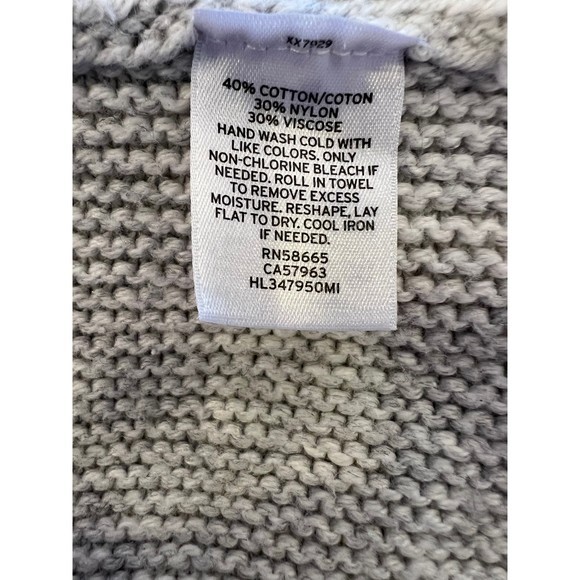 XX7929
40% COTTON/COTON
30% NYLON
30% VISCOSE
HAND WASH COLD WITH
LIKE COLORS. ONLY
NON-CHLORINE BLEACH IF
NEEDED. ROLL IN TOWEL
TO REMOVE EXCESS
MOISTURE. RESHAPE, LAY
FLAT TO DRY. COOL IRON
IF NEEDED.
RN58665
CA57963
HL347950MI